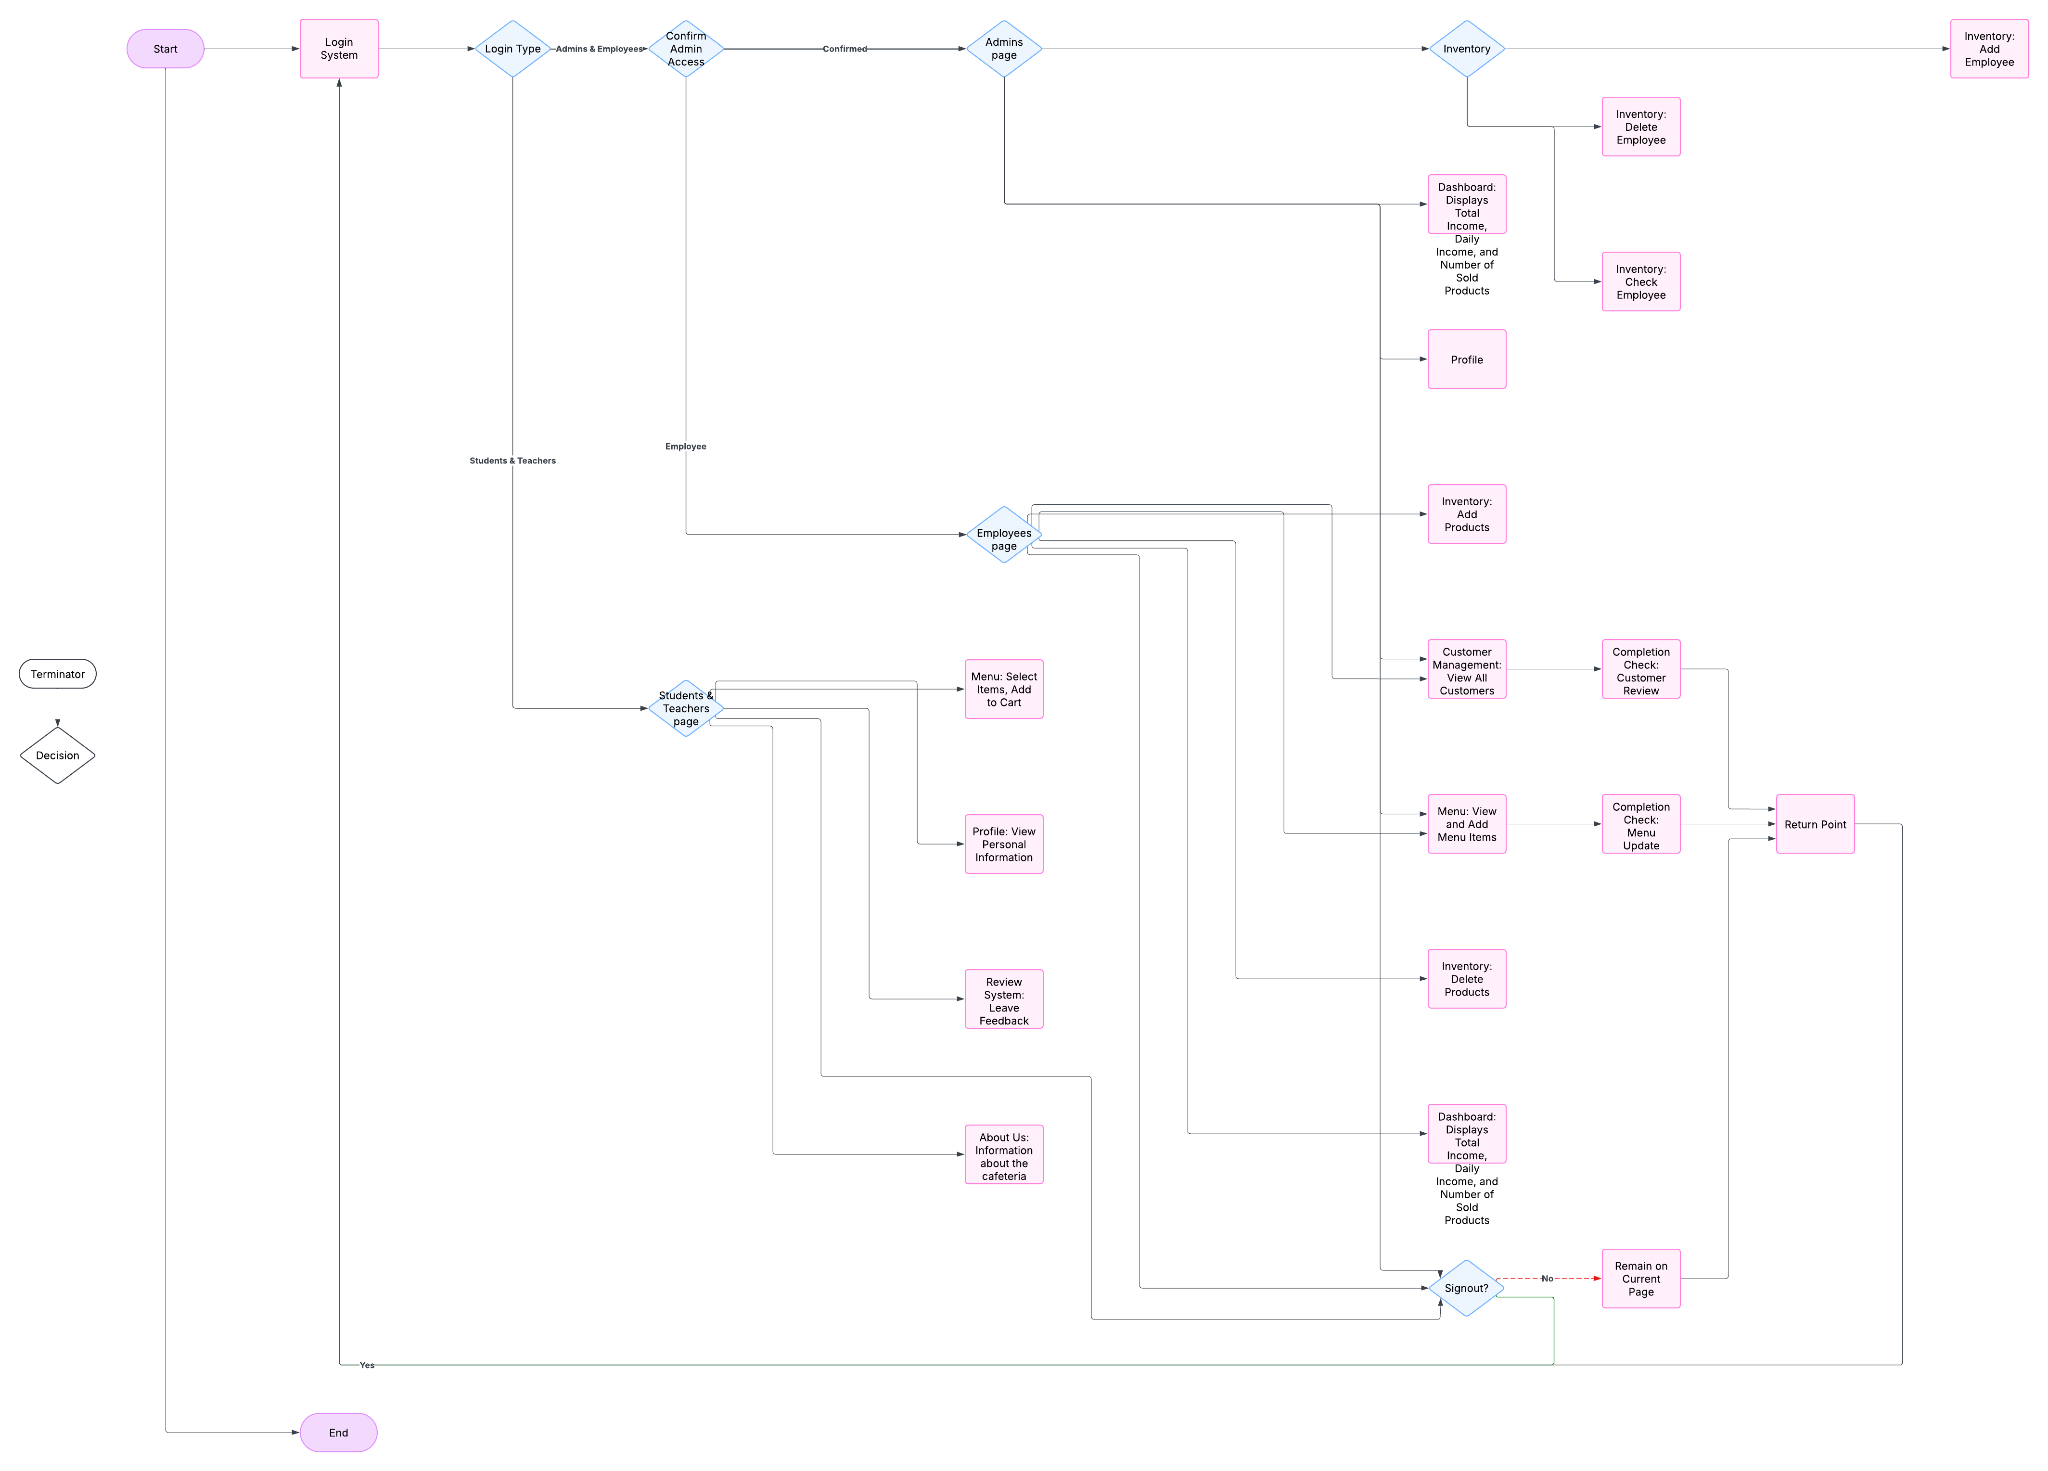 Start
Login
System
Login Type
Admins & Employees
Confirm
Admin
Access
Confirmed
Admins
page
Inventory
Inventory:
Add
Employee
Inventory:
Delete
Employee
Dashboard:
Displays
Total
Income,
Daily
Income, and
Number of
Sold
Products
Inventory:
Check
Employee
Profile
Employee
Students & Teachers
Inventory:
Add
Products
Employees
page
Terminator
Decision
Students &
Teachers
page
Menu: Select
Items, Add
to Cart
Customer
Management:
View All
Customers
Completion
Check:
Customer
Review
Profile: View
Personal
Information
Menu: View
and Add
Menu Items
Completion
Check:
Menu
Update
Return Point
Review
System:
Leave
Feedback
Inventory:
Delete
Products
About Us:
Information
about the
cafeteria
Dashboard:
Displays
Total
Income,
Daily
Income, and
Number of
Sold
Products
Signout?
No
Remain on
Current
Page
Yes
End